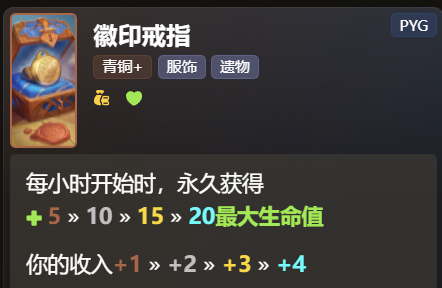 徽印戒指
PYG
青铜+ 服饰 遗物
每小时开始时，永久获得
5 » 10 » 15 » 20最大生命值
你的收入+1 » +2 » +3 » +4